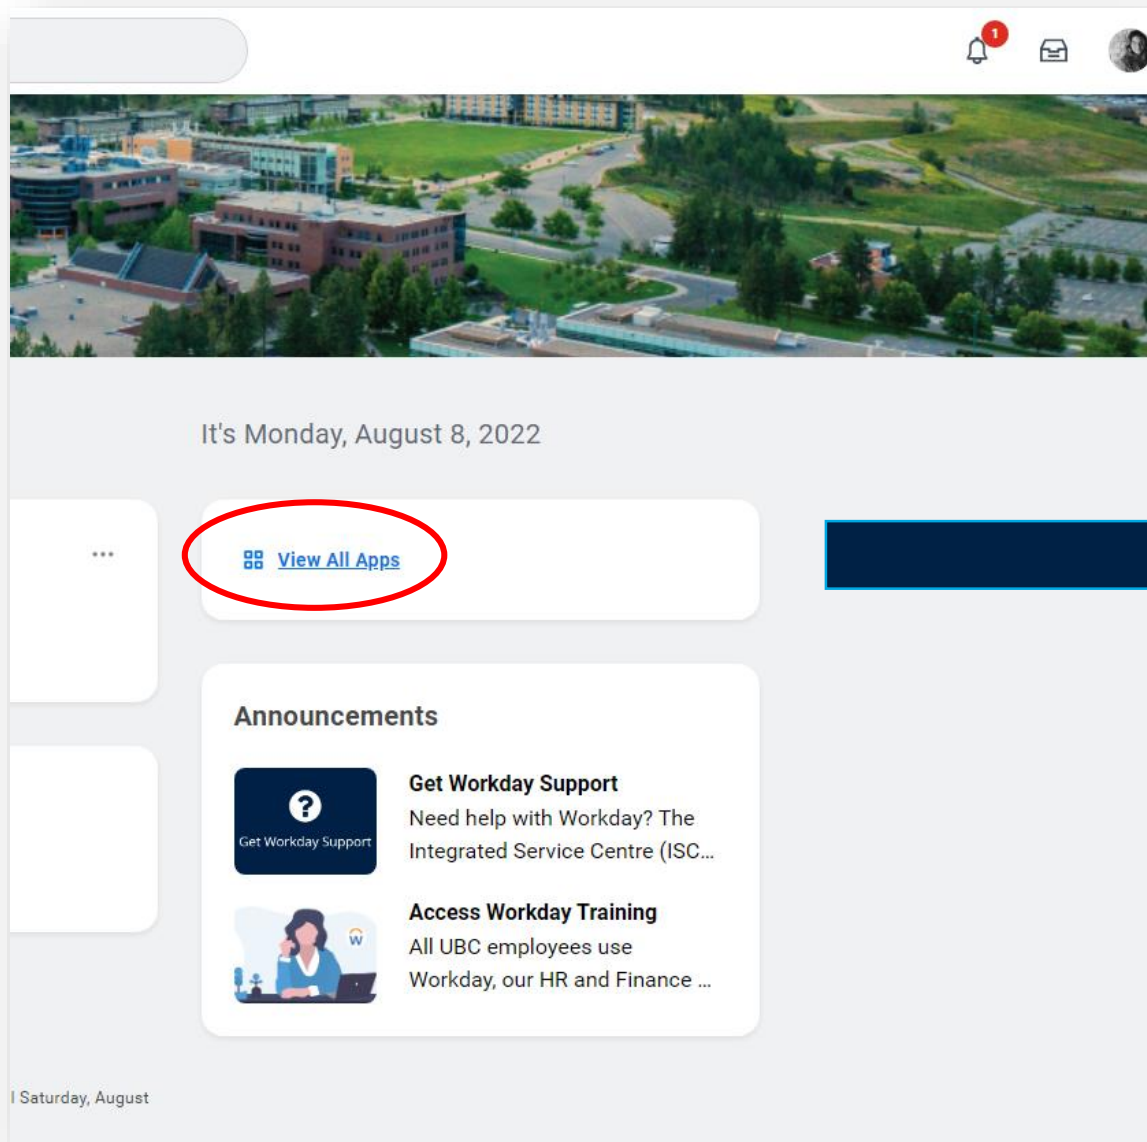 1
It's Monday, August 8, 2022
...
View All Apps
Announcements
Get Workday Support
Get Workday Support
Need help with Workday? The
Integrated Service Centre (ISC...
W
Access Workday Training
All UBC employees use
Workday, our HR and Finance ...
l Saturday, August